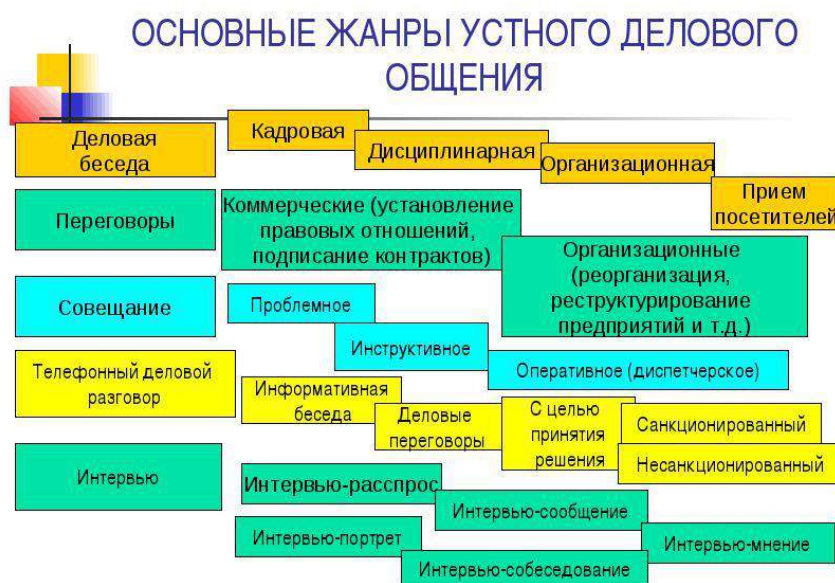 ОСНОВНЫЕ ЖАНРЫ УСТНОГО ДЕЛОВОГО
ОБЩЕНИЯ
Деловая
беседа
Кадровая
Дисциплинарная
Организационная
Прием
посетителей
Переговоры
Коммерческие (установление
правовых отношений,
подписание контрактов)
Организационные
(реорганизация,
реструктурирование
предприятий и т.д.)
Совещание
Проблемное
Инструктивное
Оперативное (диспетчерское)
Телефонный деловой
разговор
Информативная
беседа
Деловые
переговоры
С целью
принятия
решения
Санкционированный
Несанкционированный
Интервью
Интервью-расспрос
Интервью-сообщение
Интервью-портрет
Интервью-мнение
Интервью-собеседование